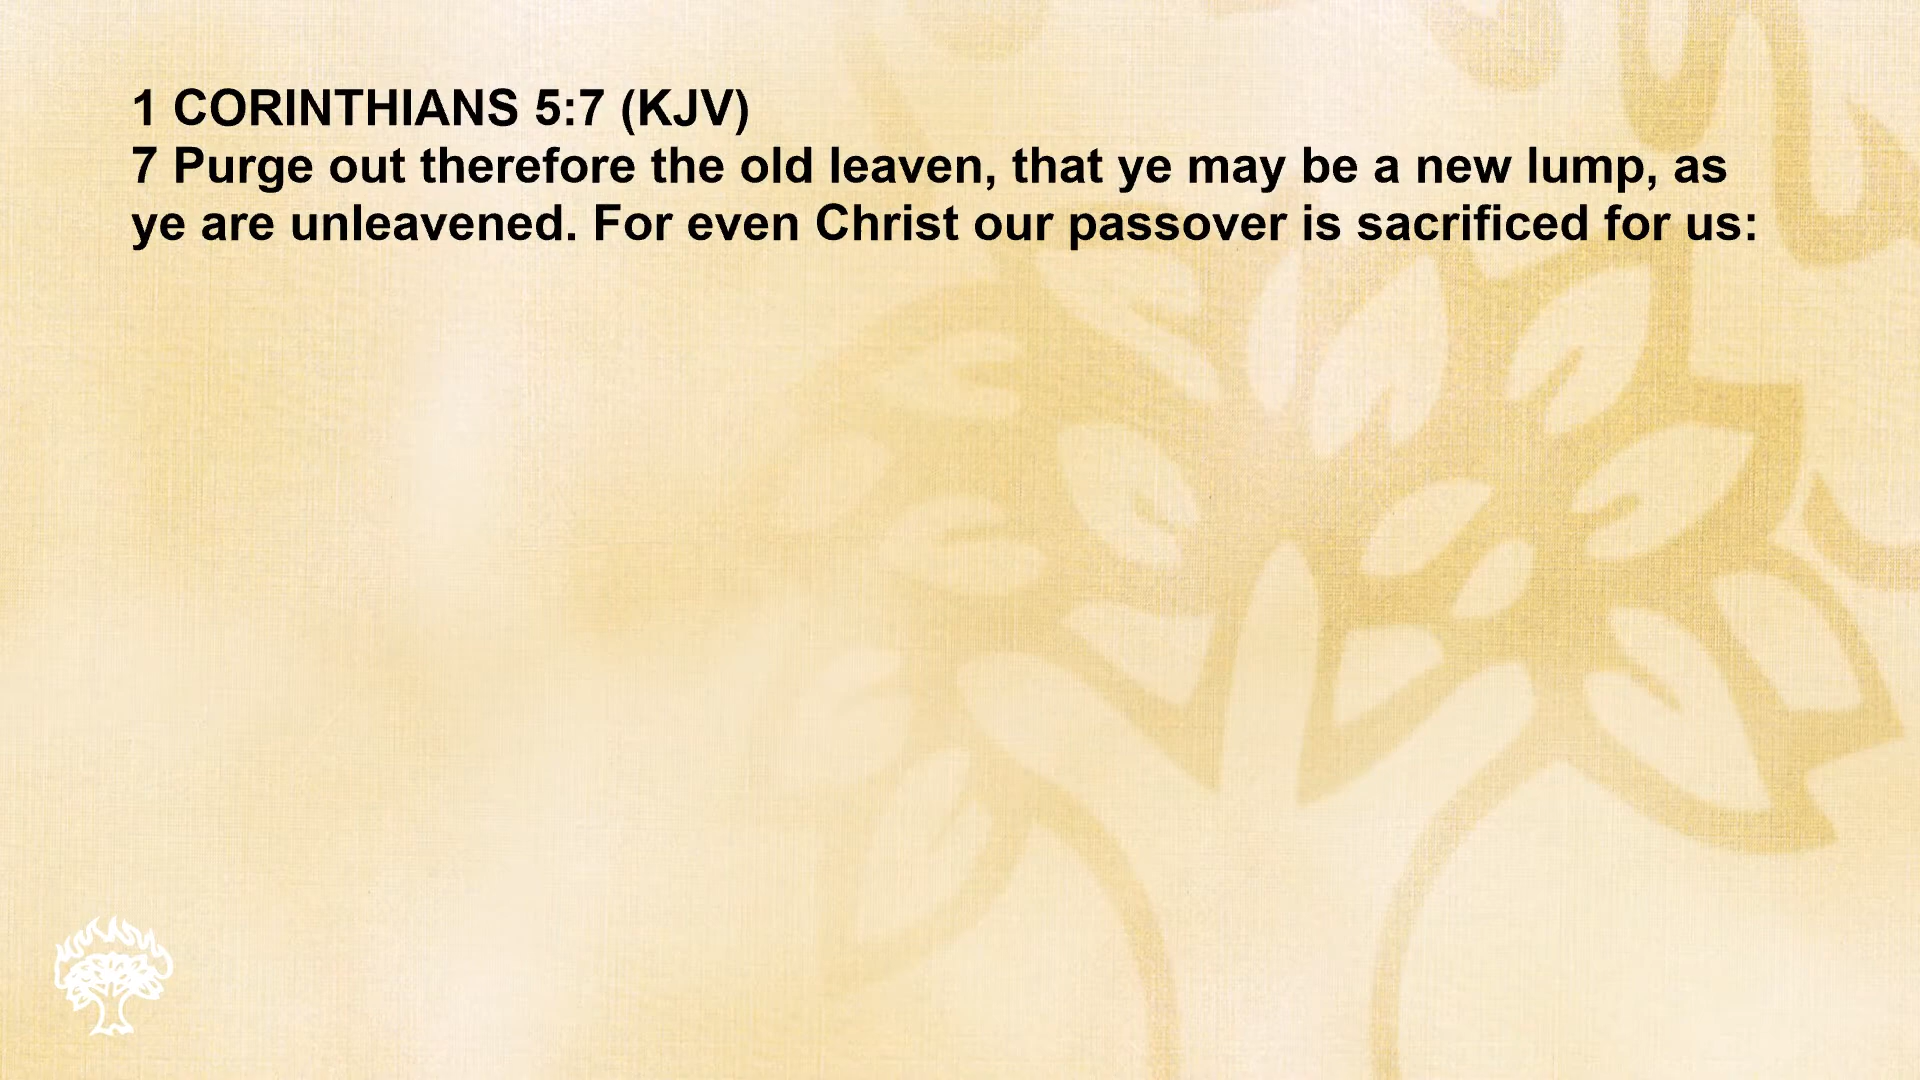 1 CORINTHIANS 5:7 (KJV)
7 Purge out therefore the old leaven, that ye may be a new lump, as
ye are unleavened. For even Christ our passover is sacrificed for us: